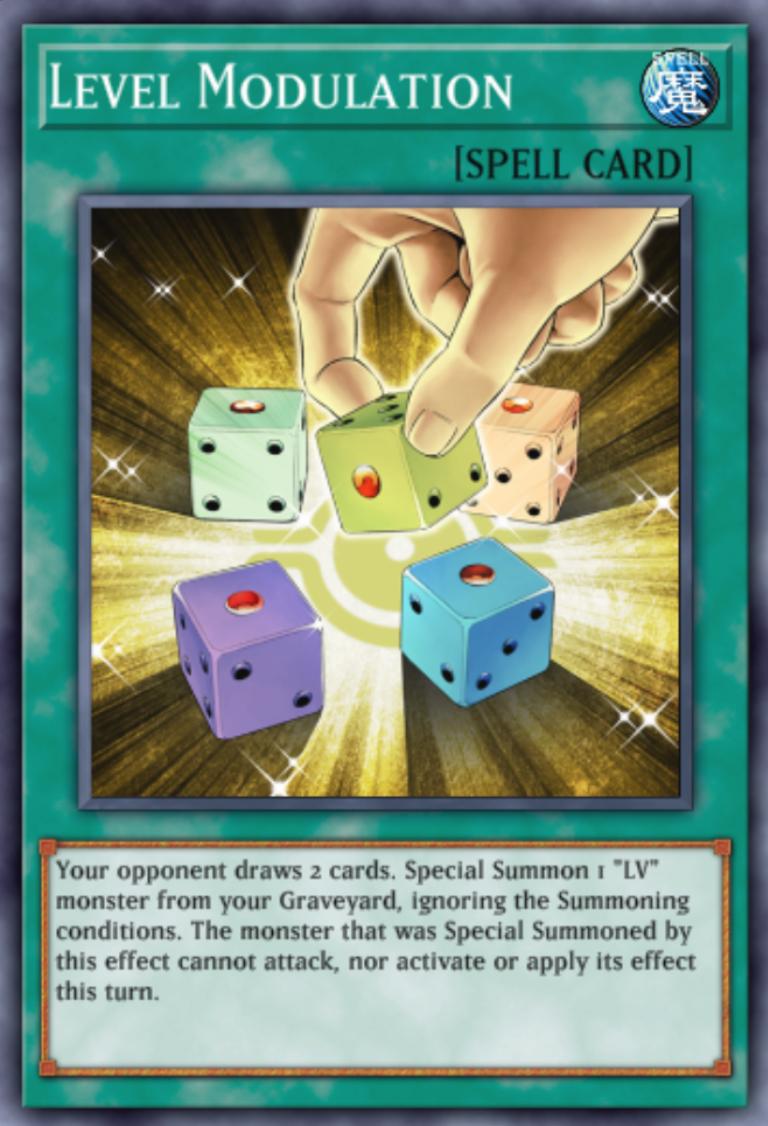 LEVEL MODULATION
SPELL
魔
[SPELL CARD]
Your opponent draws 2 cards. Special Summon 1 "LV"
monster from your Graveyard, ignoring the Summoning
conditions. The monster that was Special Summoned by
this effect cannot attack, nor activate or apply its effect
this turn.